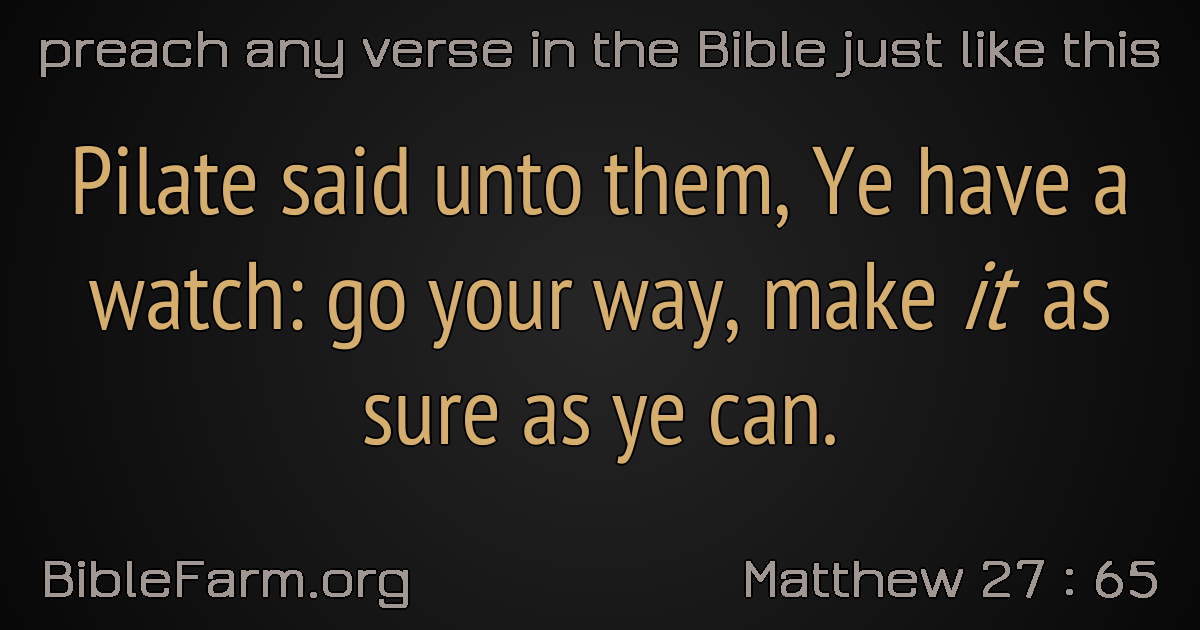 preach any verse in the Bible just like this
Pilate said unto them, Ye have a
watch: go your way, make it as
sure as ye can.
BibleFarm.org
Matthew 27 : 65